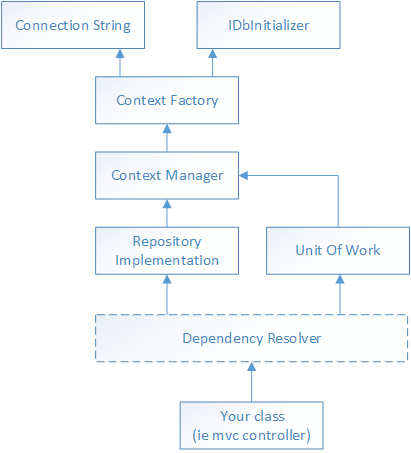 Connection String
IDbInitializer
Context Factory
Context Manager
Repository
Implementation
Unit Of Work
Dependency Resolver
Your class
(ie mvc controller)